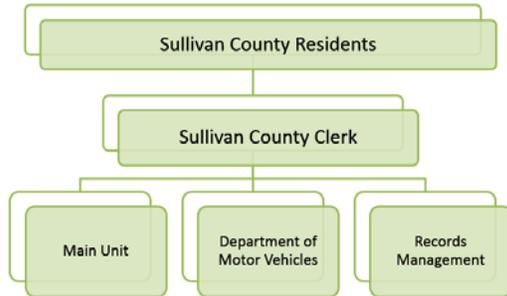 Sullivan County Residents
Sullivan County Clerk
Main Unit
Department of
Motor Vehicles
Records
Management